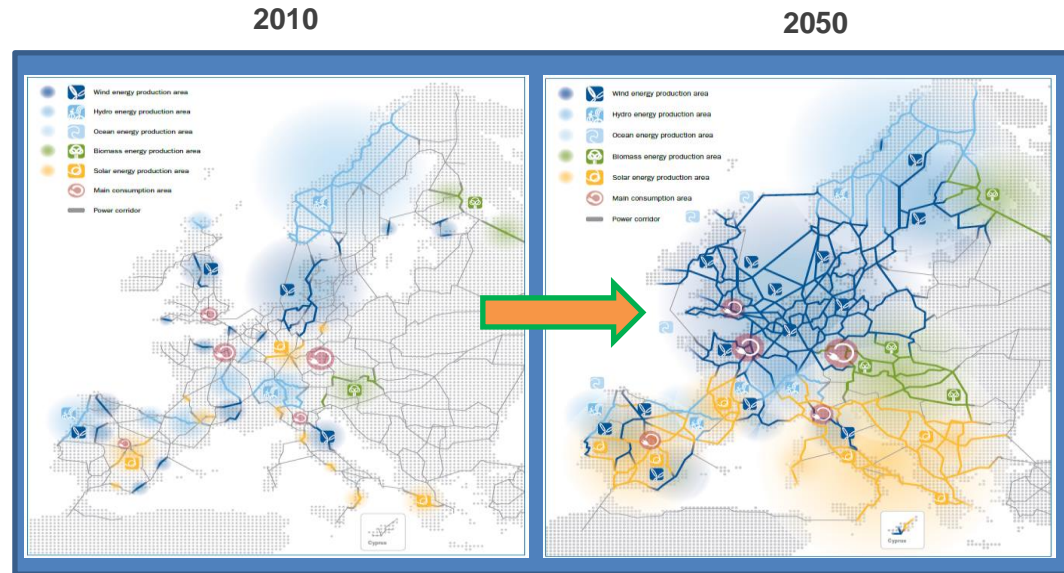 2010
2050
Wind energy production area
Hydro energy production area
Ocean energy production area
Biomass energy production area
Solar energy production area
Main consumption area
Power corridor
Cyprus
Wind energy production area
Hydro energy production area
Ocean energy production area
Biomass energy production area
Solar energy production area
Main consumption area
Power corridor
Cyprus